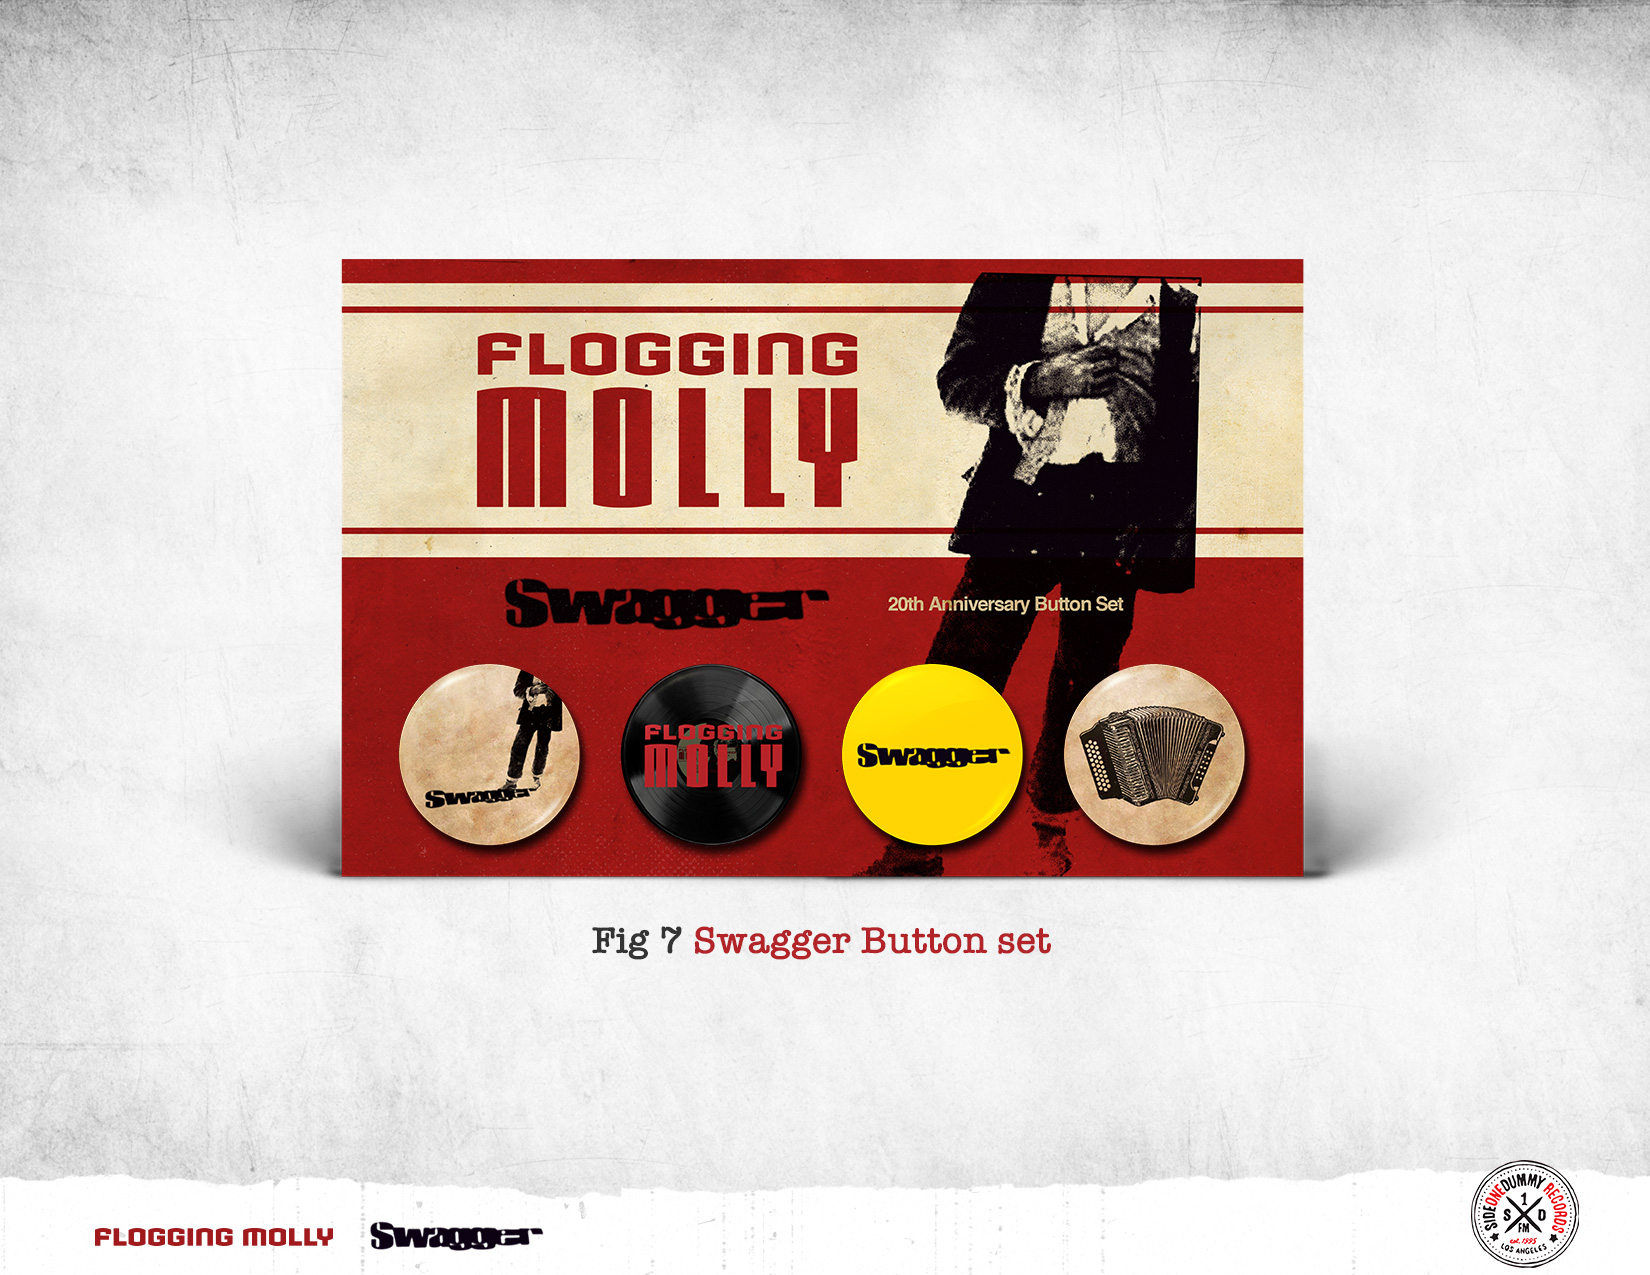 FLOGGING
MOLLY
Swagger
20th Anniversary Button Set
Swagger
FLOGGING
MOLLY
Swagger
Fig 7 Swagger Button set
FLOGGING MOLLY Swagger
SIDEONEDUMMY RECORDS
1
S D
FM
est. 1995
LOS ANGELES